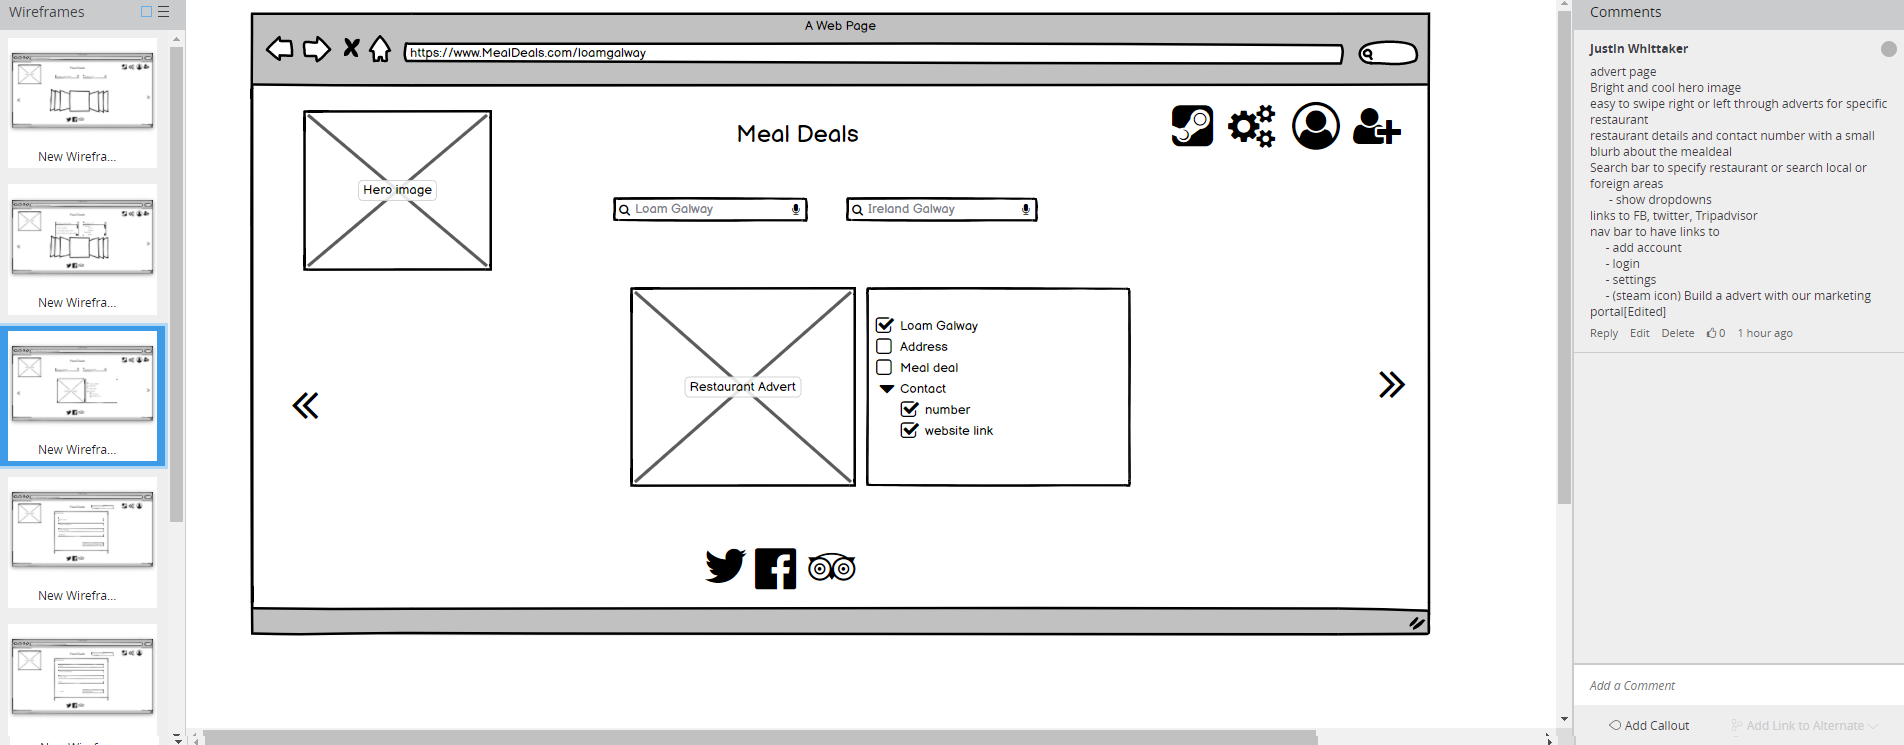 Wireframes
New Wirefra...
New Wirefra...
New Wirefra...
New Wirefra...
A Web Page
https://www.MealDeals.com/loamgalway
Meal Deals
Hero image
Loam Galway
Ireland Galway
Restaurant Advert
Loam Galway
Address
Meal deal
Contact
number
website link
Comments
Justin Whittaker
advert page
Bright and cool hero image
easy to swipe right or left through adverts for specific
restaurant
restaurant details and contact number with a small
blurb about the mealdeal
Search bar to specify restaurant or search local or
foreign areas
- show dropdowns
links to FB, twitter, Tripadvisor
nav bar to have links to
- add account
- login
- settings
- (steam icon) Build a advert with our marketing
portal[Edited]
Reply Edit Delete 0 1 hour ago
Add a Comment
Add Callout Add Link to Alternate